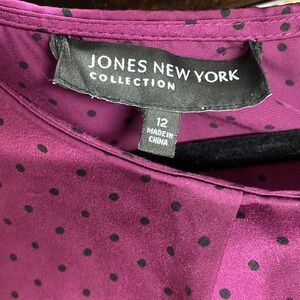 JONES NEW YORK
COLLECTION
12
MADE IN
CHINA